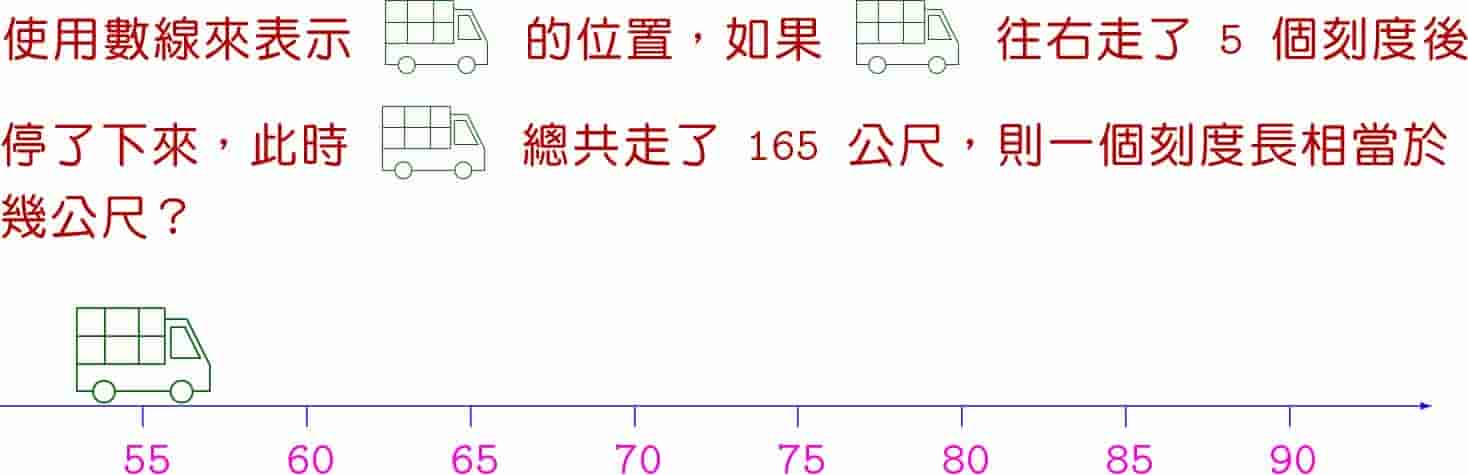 使用數線來表示 的位置，如果 往右走了 5 個刻度後
停了下來，此時 總共走了 165 公尺，則一個刻度長相當於
幾公尺？
55 60 65 70 75 80 85 90